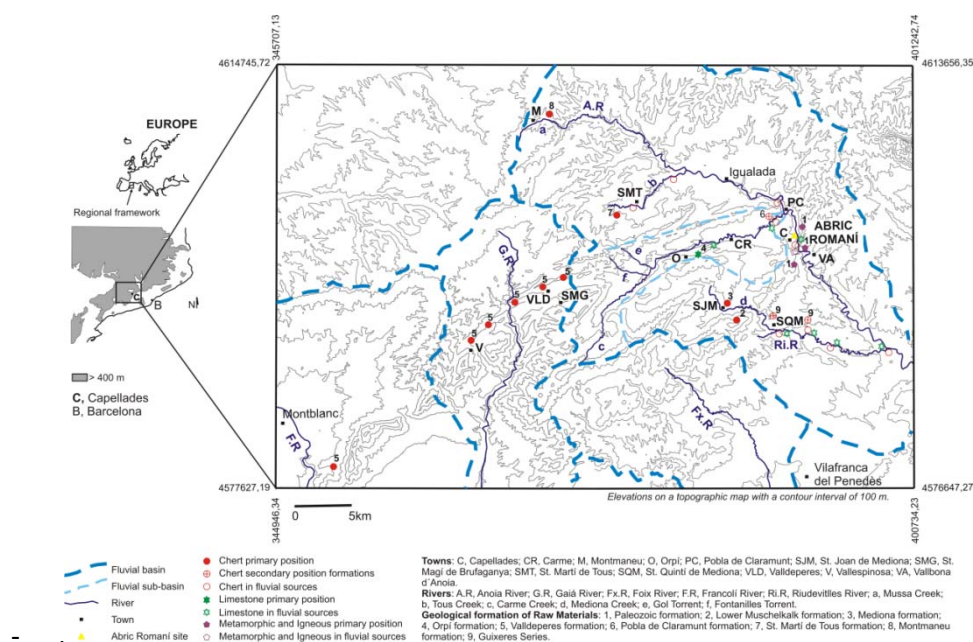 345707,13
401242,74
4614745,72
4613656,35
EUROPE
Regional framework
C
B
N
> 400 m
C, Capellades
B, Barcelona
M
8
A.R
a
Igualada
SMT
b
7
PC
6
1
ABRIC
ROMANÍ
C
1
VA
1
CR
4
O
e
f
G.R
5
5
VLD
SMG
5
5
5
V
SJM
3
d
2
9
SQM
9
Ri.R
c
Montblanc
F.R
5
Fx.R
Vilafranca
del Penedès
4577627,19
4576647,27
Elevations on a topographic map with a contour interval of 100 m.
344946,34
400734,23
0 5km
Fluvial basin
Fluvial sub-basin
River
Town
Abric Romaní site
Chert primary position
Chert secondary position formations
Chert in fluvial sources
Limestone primary position
Limestone in fluvial sources
Metamorphic and Igneous primary position
Metamorphic and Igneous in fluvial sources
Towns: C, Capellades; CR, Carme; M, Montmaneu; O, Orpí; PC, Pobla de Claramunt; SJM, St. Joan de Mediona; SMG, St.
Magí de Brufaganya; SMT, St. Martí de Tous; SQM, St. Quintí de Mediona; VLD, Valldeperes; V, Vallespinosa; VA, Vallbona
d´Anoia.
Rivers: A.R, Anoia River; G.R, Gaiá River; Fx.R, Foix River; F.R, Francolí River; Ri.R, Riudevitlles River; a, Mussa Creek;
b, Tous Creek; c, Carme Creek; d, Mediona Creek; e, Gol Torrent; f, Fontanilles Torrent.
Geological formation of Raw Materials: 1, Paleozoic formation; 2, Lower Muschelkalk formation; 3, Mediona formation;
4, Orpí formation; 5, Valldeperes formation; 6, Pobla de Claramunt formation; 7, St. Martí de Tous formation; 8, Montmaneu
formation; 9, Guixeres Series.